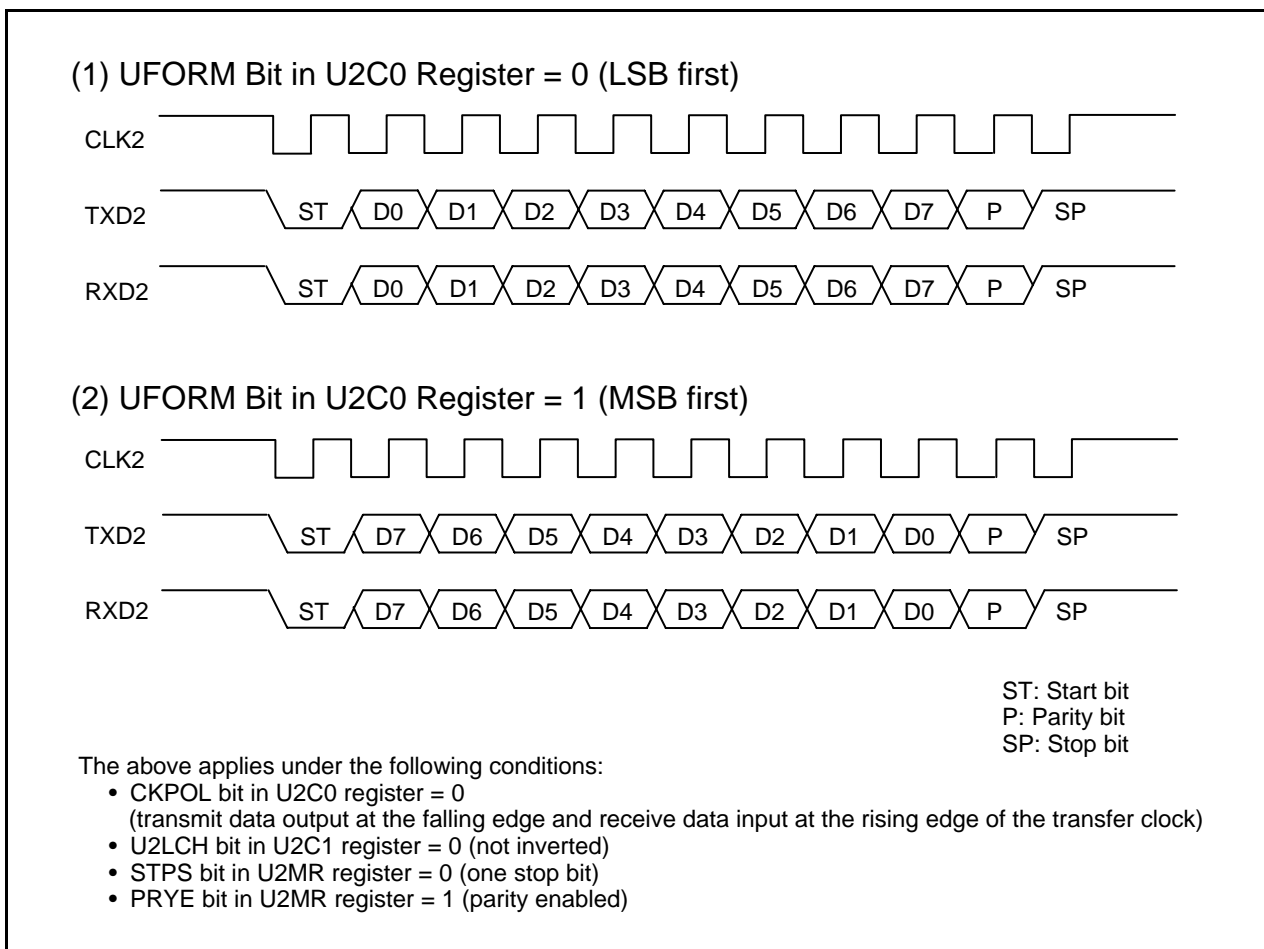 (1) UFORM Bit in U2C0 Register = 0 (LSB first)
CLK2
TXD2 ST D0 D1 D2 D3 D4 D5 D6 D7 P SP
RXD2 ST D0 D1 D2 D3 D4 D5 D6 D7 P SP
(2) UFORM Bit in U2C0 Register = 1 (MSB first)
CLK2
TXD2 ST D7 D6 D5 D4 D3 D2 D1 D0 P SP
RXD2 ST D7 D6 D5 D4 D3 D2 D1 D0 P SP
ST: Start bit
P: Parity bit
SP: Stop bit
The above applies under the following conditions:
• CKPOL bit in U2C0 register = 0
(transmit data output at the falling edge and receive data input at the rising edge of the transfer clock)
• U2LCH bit in U2C1 register = 0 (not inverted)
• STPS bit in U2MR register = 0 (one stop bit)
• PRYE bit in U2MR register = 1 (parity enabled)